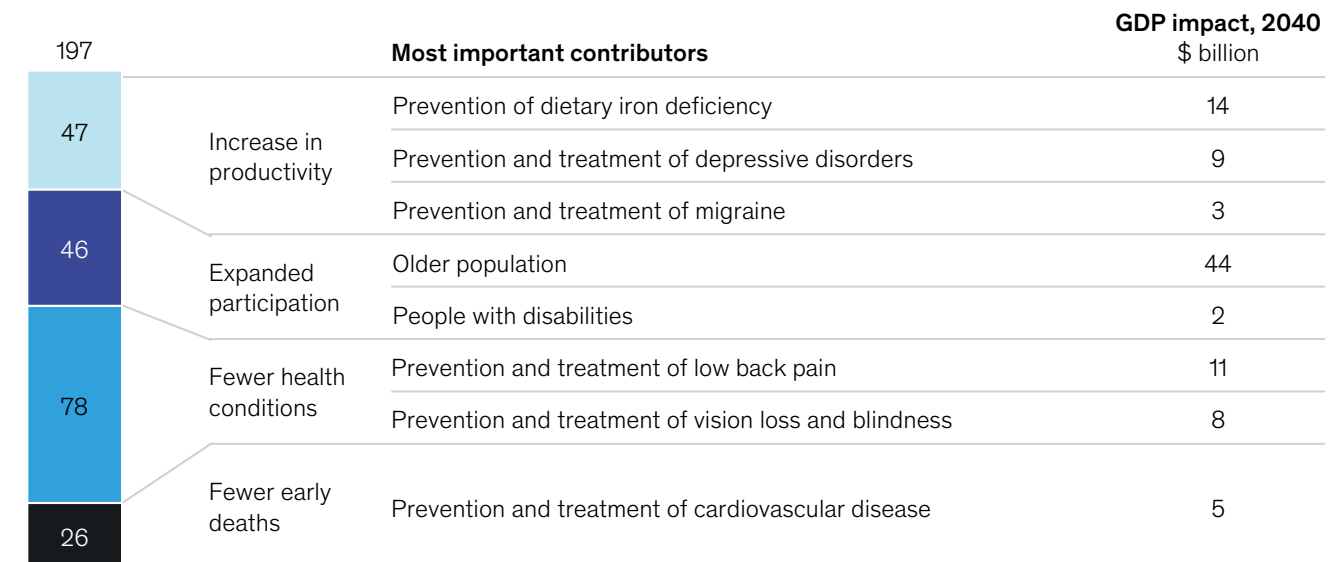 GDP impact, 2040
197 Most important contributors $ billion
Prevention of dietary iron deficiency 14
47 Increase in
productivity
Prevention and treatment of depressive disorders 9
Prevention and treatment of migraine 3
46 Expanded
participation
Older population 44
People with disabilities 2
78 Fewer health
conditions
Prevention and treatment of low back pain 11
Prevention and treatment of vision loss and blindness 8
26 Fewer early
deaths
Prevention and treatment of cardiovascular disease 5